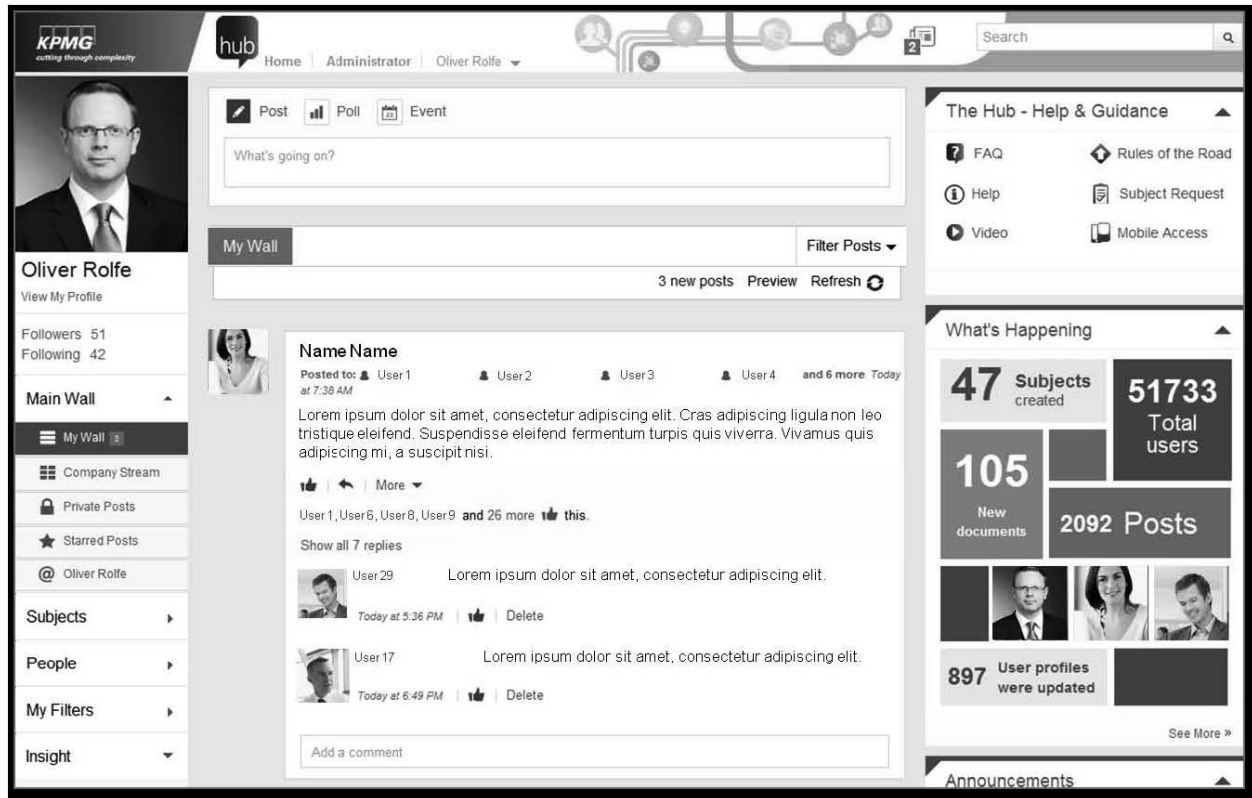 KPMG
cutting through complexity
hub
Home
Administrator
Oliver Rolfe
2
Search
Oliver Rolfe
View My Profile
Followers 51
Following 42
Main Wall
My Wall 3
Company Stream
Private Posts
Starred Posts
@ Oliver Rolfe
Subjects
People
My Filters
Insight
Post
Poll
Event
What's going on?
My Wall
Filter Posts
3 new posts Preview Refresh
Name Name
Posted to: User 1 User 2 User 3 User 4 and 6 more Today
at 7:38 AM
Lorem ipsum dolor sit amet, consectetur adipiscing elit. Cras adipiscing ligula non leo
tristique eleifend. Suspendisse eleifend fermentum turpis quis viverra. Vivamus quis
adipiscing mi, a suscipit nisi.
More
User 1, User 6, User 8, User 9 and 26 more this.
Show all 7 replies
User 29 Lorem ipsum dolor sit amet, consectetur adipiscing elit.
Today at 5:36 PM Delete
User 17 Lorem ipsum dolor sit amet, consectetur adipiscing elit.
Today at 6:49 PM Delete
Add a comment
The Hub - Help & Guidance
FAQ
Rules of the Road
Help
Subject Request
Video
Mobile Access
What's Happening
47 Subjects
created
51733
Total
users
105
New
documents
2092 Posts
897 User profiles
were updated
See More »
Announcements